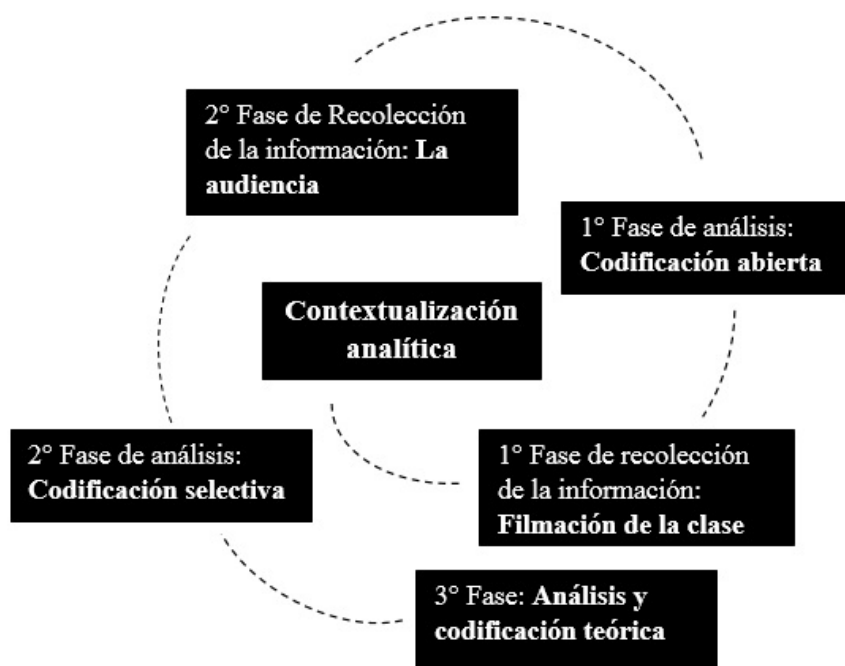 2° Fase de Recolección
de la información: La
audiencia
1° Fase de análisis:
Codificación abierta
Contextualización
analítica
2° Fase de análisis:
Codificación selectiva
1° Fase de recolección
de la información:
Filmación de la clase
3° Fase: Análisis y
codificación teórica